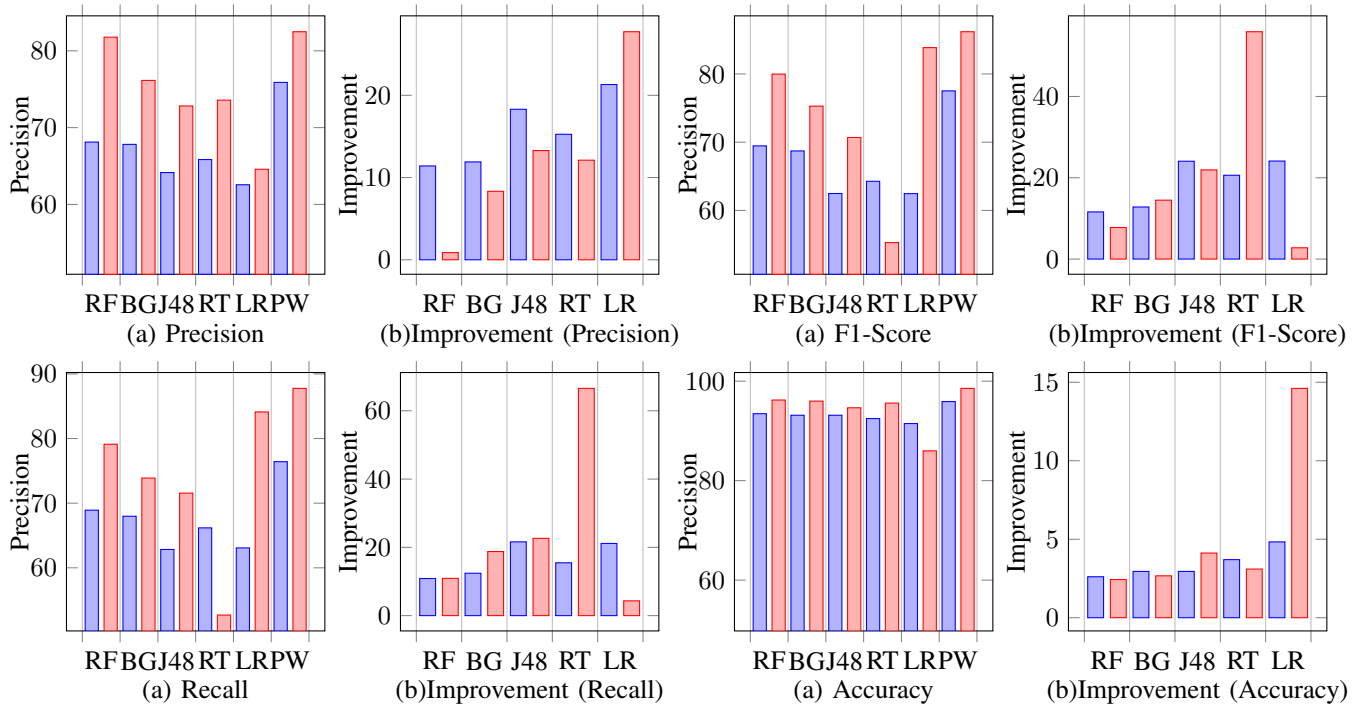 Precision
80
70
60
RF BG J48 RT LR PW
(a) Precision
Improvement
20
10
0
RF BG J48 RT LR
(b)Improvement (Precision)
Precision
80
70
60
RF BG J48 RT LR PW
(a) F1-Score
Improvement
40
20
0
RF BG J48 RT LR
(b)Improvement (F1-Score)
Precision
90
80
70
60
RF BG J48 RT LR PW
(a) Recall
Improvement
60
40
20
0
RF BG J48 RT LR
(b)Improvement (Recall)
Precision
100
80
60
RF BG J48 RT LR PW
(a) Accuracy
Improvement
15
10
5
0
RF BG J48 RT LR
(b)Improvement (Accuracy)